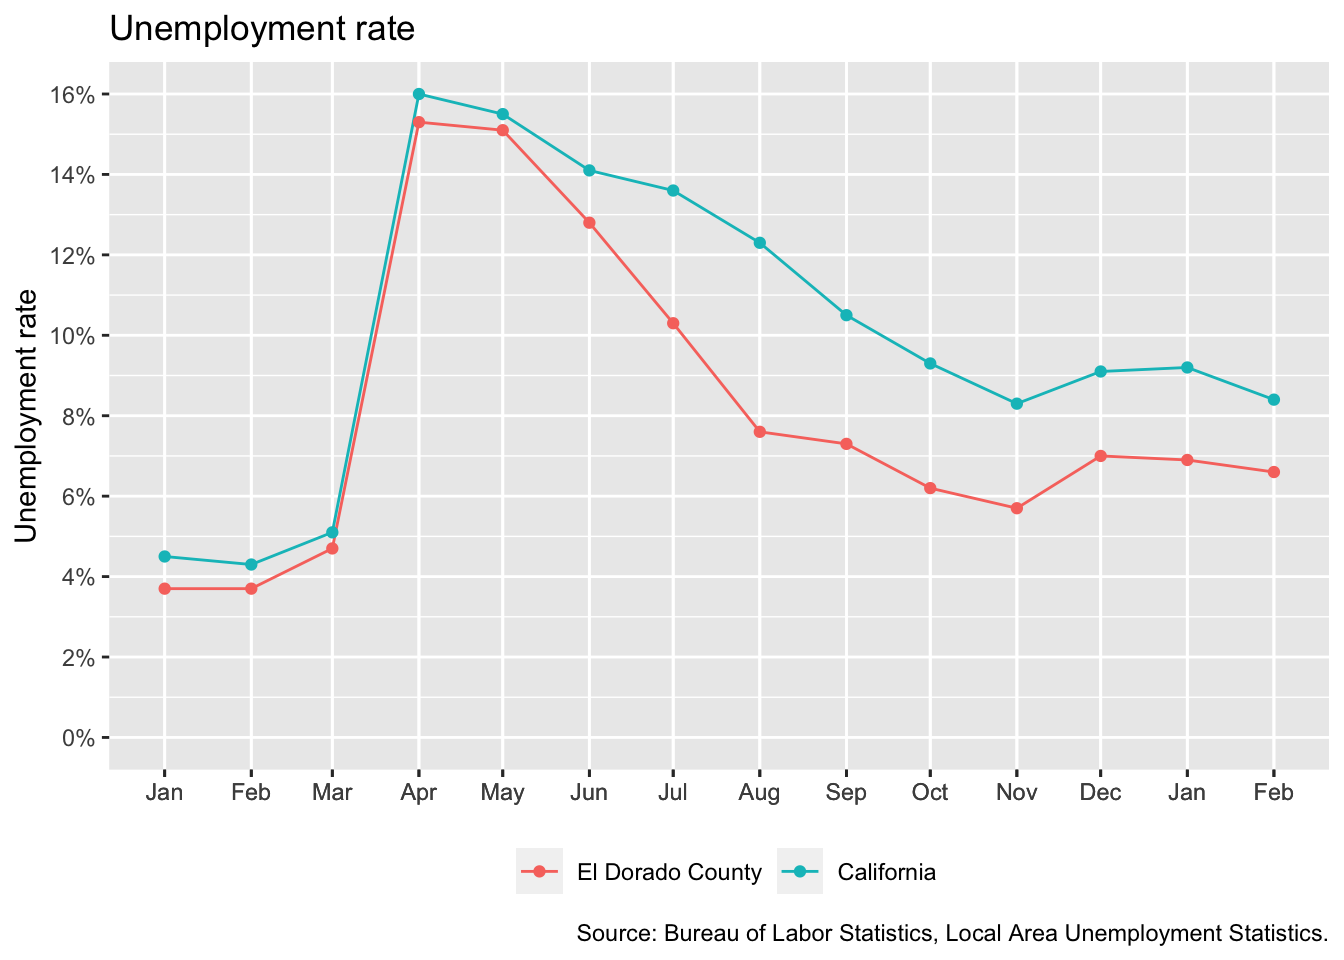 Unemployment rate
Unemployment rate
16%
14%
12%
10%
8%
6%
4%
2%
0%
Jan Feb Mar Apr May Jun Jul Aug Sep Oct Nov Dec Jan Feb
El Dorado County California
Source: Bureau of Labor Statistics, Local Area Unemployment Statistics.